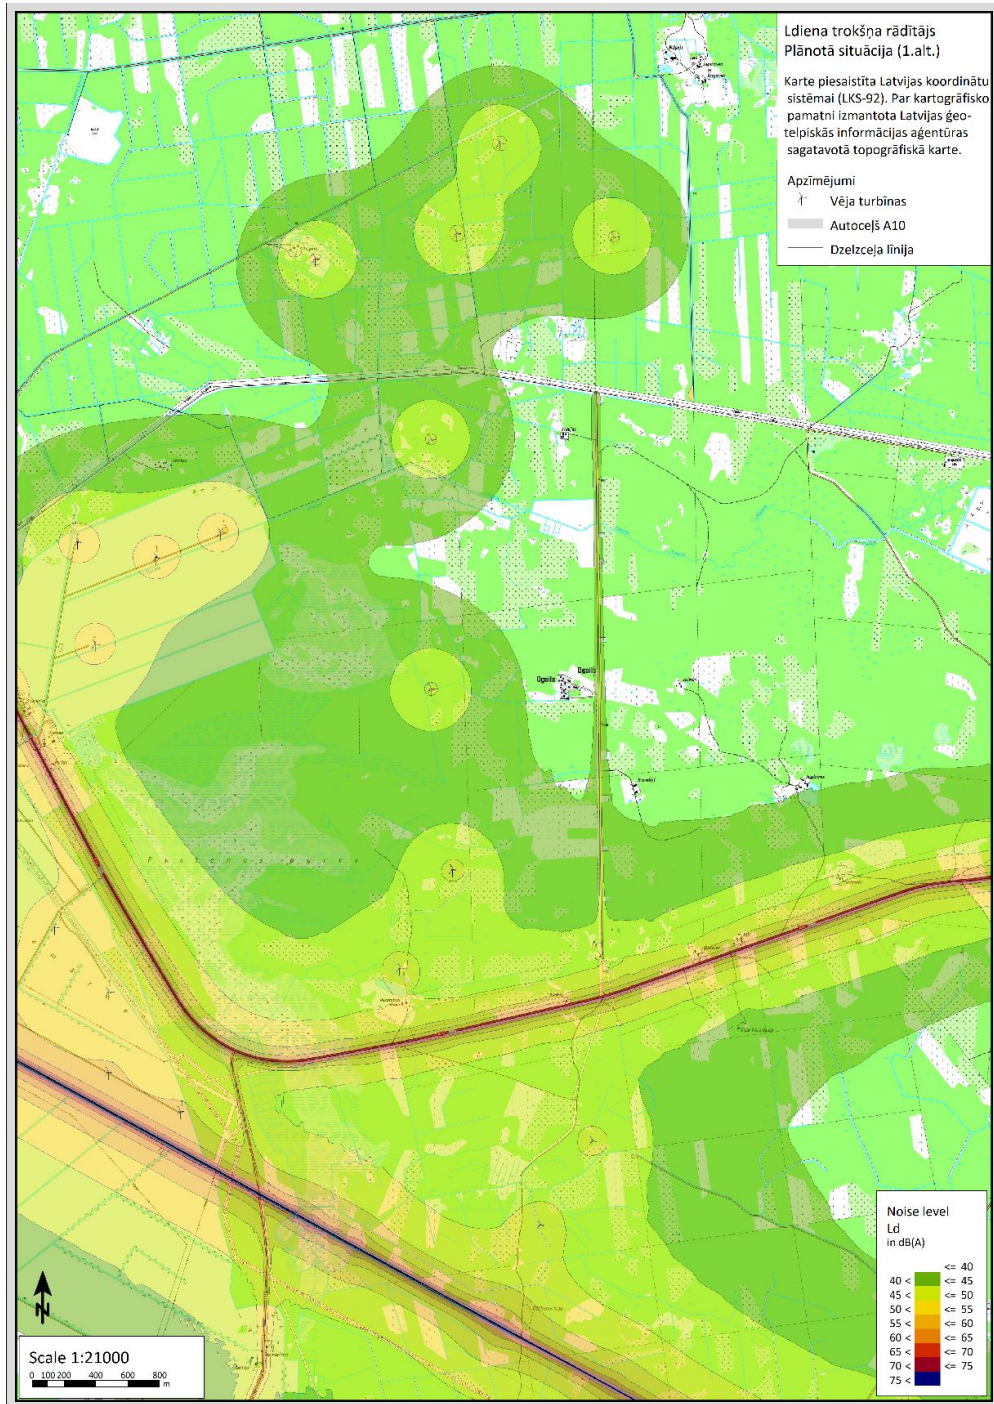 Ldiena trokšņa rādītājs
Plānotā situācija (1.alt.)
Karte piesaistīta Latvijas koordinātu
sistēmai (LKS-92). Par kartogrāfisko
pamatni izmantota Latvijas ģeo-
telpiskās informācijas aģentūras
sagatavotā topogrāfiskā karte.
Apzīmējumi
Vēja turbīnas
Autoceļš A10
Dzelzceļa līnija
Noise level
Ld
in dB(A)
<= 40
40 < <= 45
45 < <= 50
50 < <= 55
55 < <= 60
60 < <= 65
65 < <= 70
70 < <= 75
75 <
N
Scale 1:21000
0 100 200 400 600 800
m